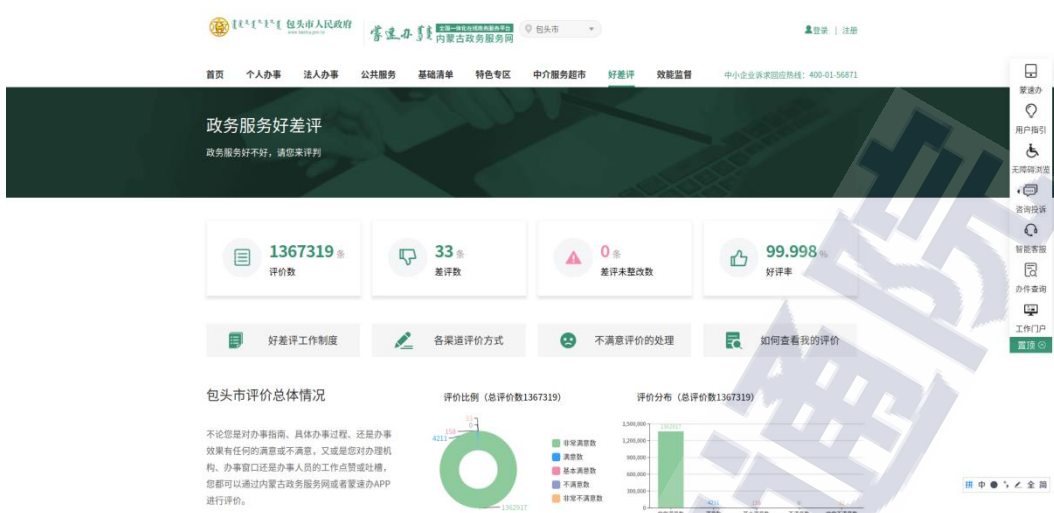 包头市人民政府
蒙速办
全国一体化在线政务服务平台
内蒙古政务服务网
包头市
登录 | 注册
首页 个人办事 法人办事 公共服务 基础清单 特色专区 中介服务超市 好差评 效能监督 中小企业诉求回应热线：400-01-56871
政务服务好差评
政务服务好不好，请您来评判
1367319 条
评价数
33 条
差评数
0 条
差评未整改数
99.998 %
好评率
好差评工作制度
各渠道评价方式
不满意评价的处理
如何查看我的评价
包头市评价总体情况
不论您是对办事指南、具体办事过程、还是办事
效果有任何的满意或不满意，又或是您对办理机
构、办事窗口还是办事人员的工作点赞或吐槽，
您都可以通过内蒙古政务服务网或者蒙速办APP
进行评价。
评价比例（总评价数1367319）
0
158
4211
1362917
非常满意数
满意数
基本满意数
不满意数
非常不满意数
评价分布（总评价数1367319）
1,500,000
1,200,000
900,000
600,000
300,000
0
1362917
4211
蒙速办
用户指引
无障碍浏览
咨询投诉
智能客服
办件查询
工作门户
置顶
拼 中 全 简